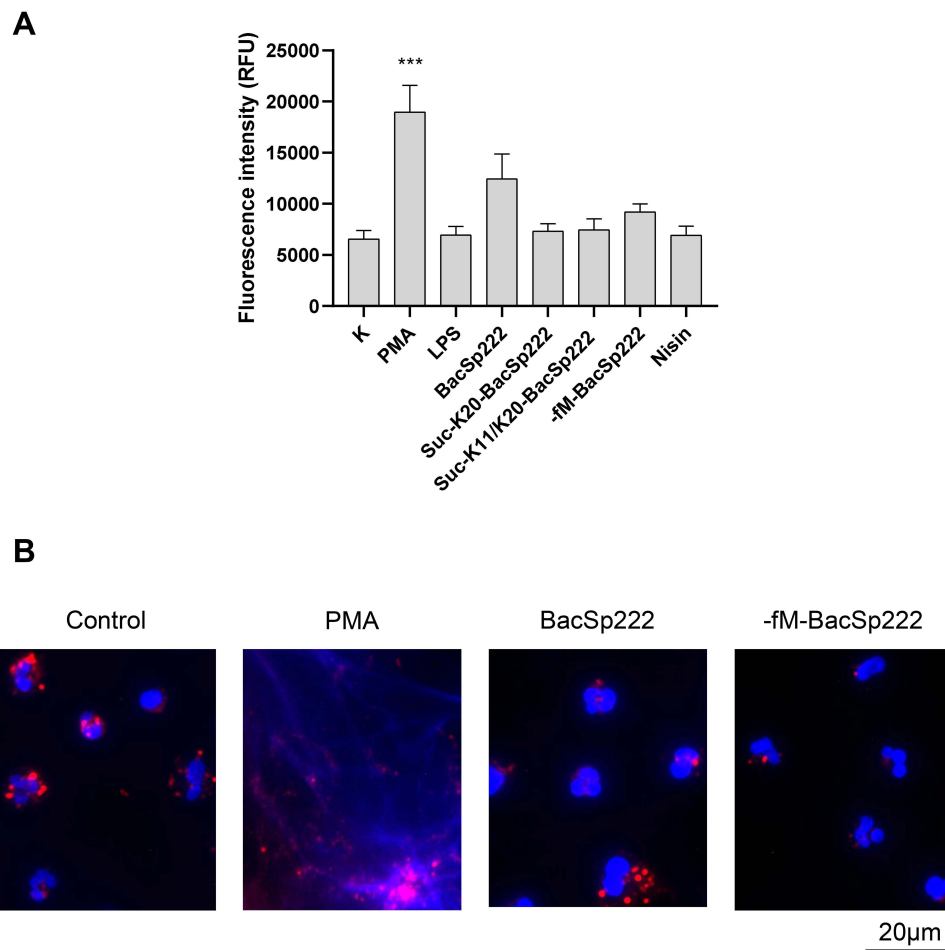 A
Fluorescence intensity (RFU)
25000
20000
15000
10000
5000
0
***
K
PMA
LPS
BacSp222
Suc-K20-BacSp222
Suc-K11/K20-BacSp222
-fM-BacSp222
Nisin
B
Control
PMA
BacSp222
-fM-BacSp222
20µm